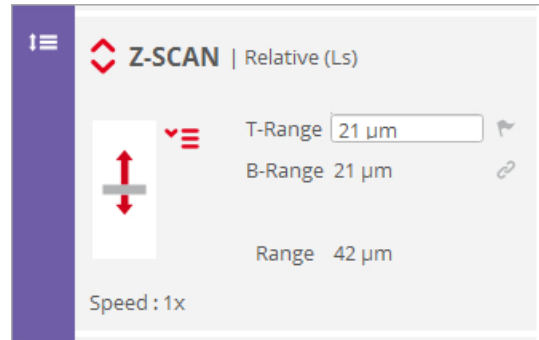 Z-SCAN | Relative (Ls)
T-Range 21 µm
B-Range 21 µm
Range 42 µm
Speed : 1x